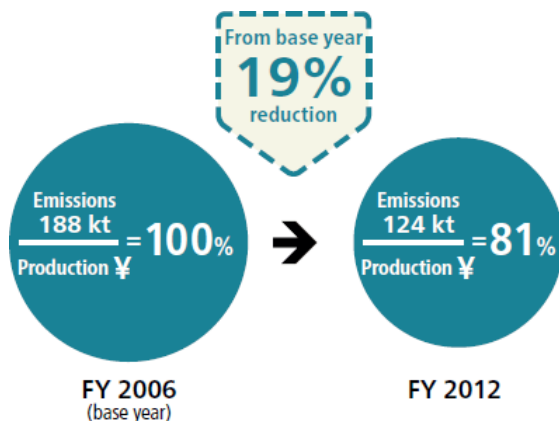 From base year
19%
reduction
Emissions
188 kt
Production ¥
=100%
➔
Emissions
124 kt
Production ¥
=81%
FY 2006
(base year)
FY 2012